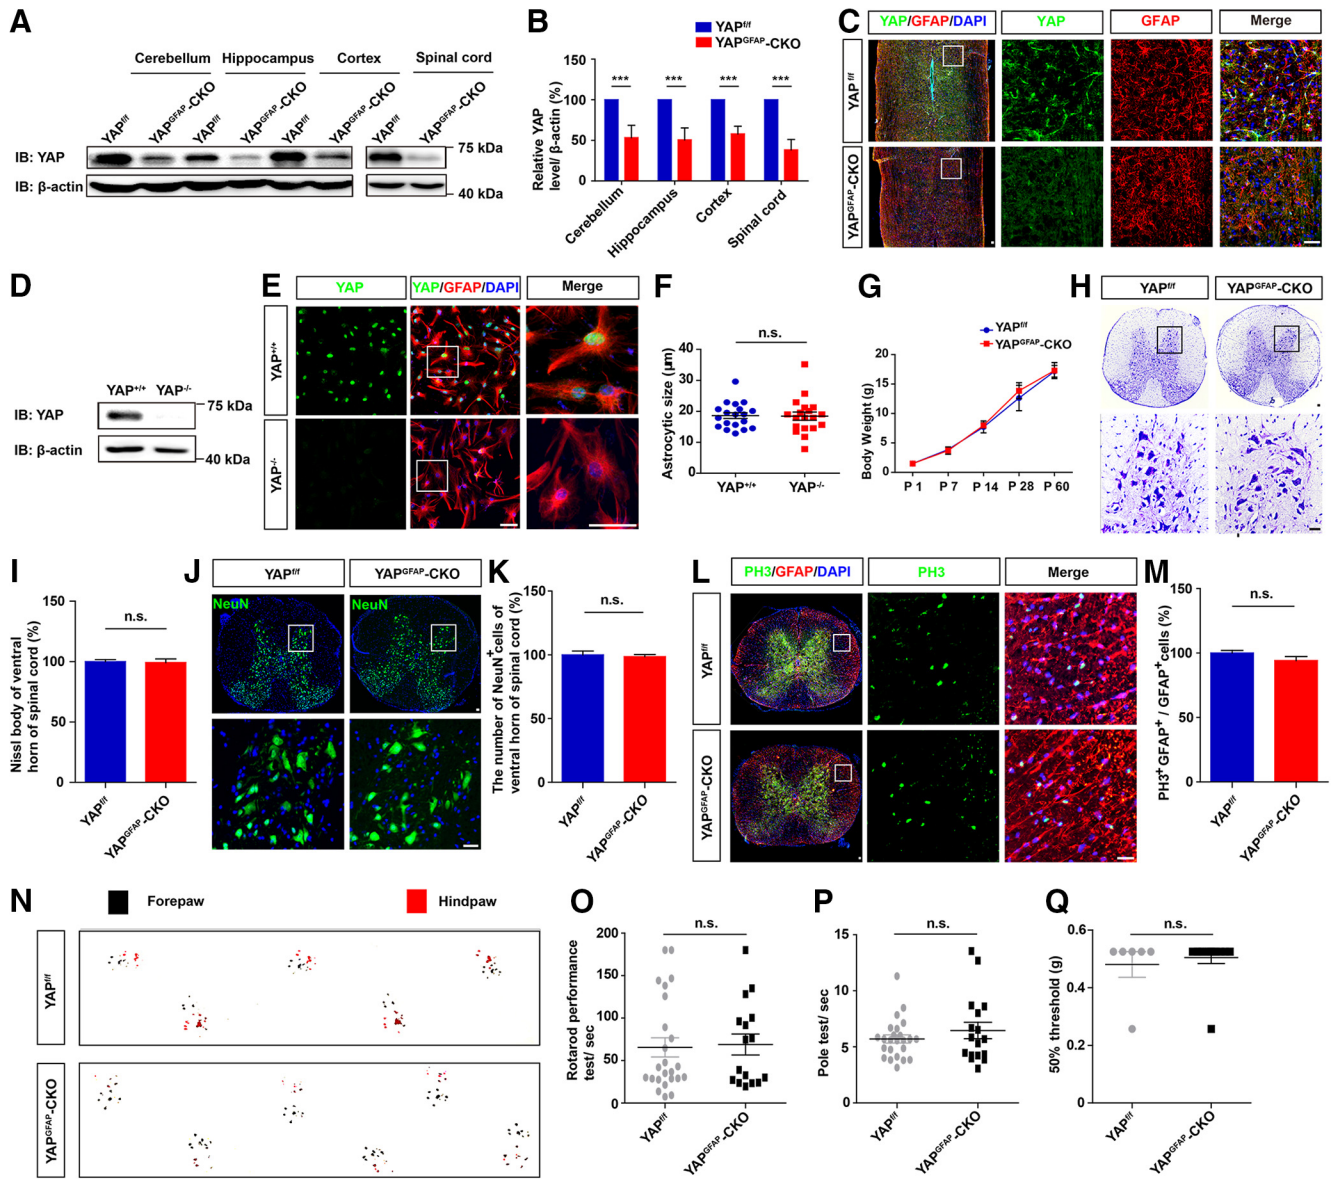 A
Cerebellum Hippocampus Cortex Spinal cord
YAPf/f YAPGFAP-CKO YAPf/f YAPGFAP-CKO YAPf/f YAPGFAP-CKO YAPf/f YAPGFAP-CKO
IB: YAP
75 kDa
IB: β-actin
40 kDa
B
YAPf/f
YAPGFAP-CKO
Relative YAP
level/ β-actin (%)
150
100
50
0
*** *** *** ***
Cerebellum Hippocampus Cortex Spinal cord
C
YAP/GFAP/DAPI YAP GFAP Merge
YAPf/f
YAPGFAP-CKO
D
YAP+/+ YAP-/-
IB: YAP
75 kDa
IB: β-actin
40 kDa
E
YAP YAP/GFAP/DAPI Merge
YAP+/+
YAP-/-
F
n.s.
Astrocytic size (μm)
40
30
20
10
0
YAP+/+ YAP-/-
G
YAPf/f
YAPGFAP-CKO
Body Weight (g)
20
15
10
5
0
P 1 P 7 P 14 P 28 P 60
H
YAPf/f YAPGFAP-CKO
I
Nissl body of ventral
horn of spinal cord (%)
150
100
50
0
n.s.
YAPf/f YAPGFAP-CKO
J
YAPf/f YAPGFAP-CKO
NeuN NeuN
K
The number of NeuN+cells of
ventral horn of spinal cord (%)
150
100
50
0
n.s.
YAPf/f YAPGFAP-CKO
L
PH3/GFAP/DAPI PH3 Merge
YAPf/f
YAPGFAP-CKO
M
PH3+GFAP+ / GFAP+cells (%)
150
100
50
0
n.s.
YAPf/f YAPGFAP-CKO
N
Forepaw Hindpaw
YAPf/f
YAPGFAP-CKO
O
n.s.
Rotarod performance
test/ sec
200
150
100
50
0
YAPf/f YAPGFAP-CKO
P
n.s.
Pole test/ sec
15
10
5
0
YAPf/f YAPGFAP-CKO
Q
n.s.
50% threshold (g)
0.6
0.4
0.2
0
YAPf/f YAPGFAP-CKO